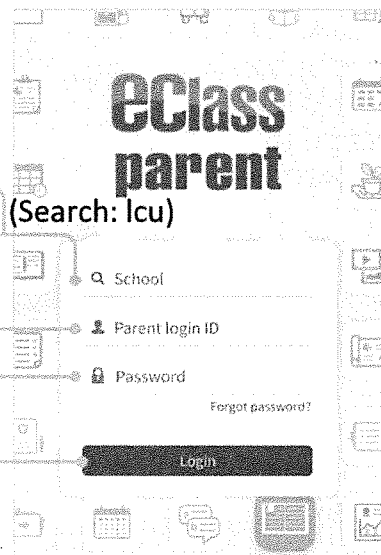 eClass
parent
(Search: lcu)
School
Parent login ID
Password
Forgot password?
Login